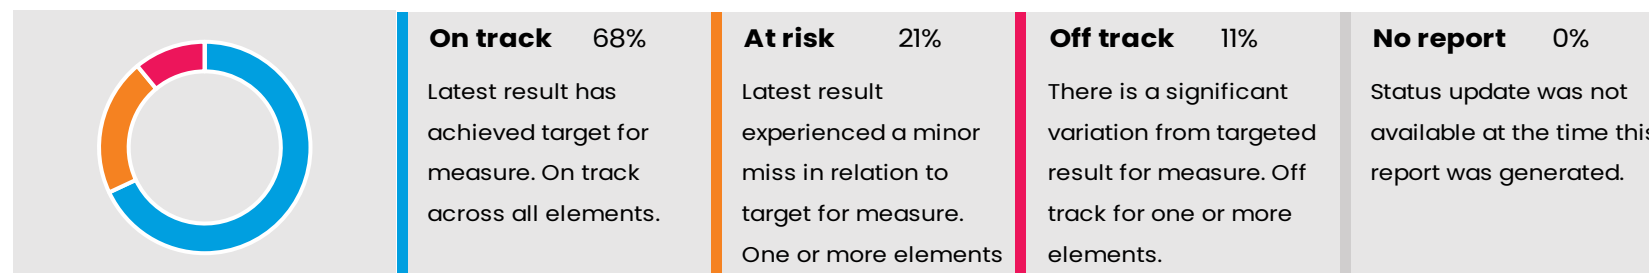 On track 68%
Latest result has
achieved target for
measure. On track
across all elements.
At risk 21%
Latest result
experienced a minor
miss in relation to
target for measure.
One or more elements
Off track 11%
There is a significant
variation from targeted
result for measure. Off
track for one or more
elements.
No report 0%
Status update was not
available at the time this
report was generated.